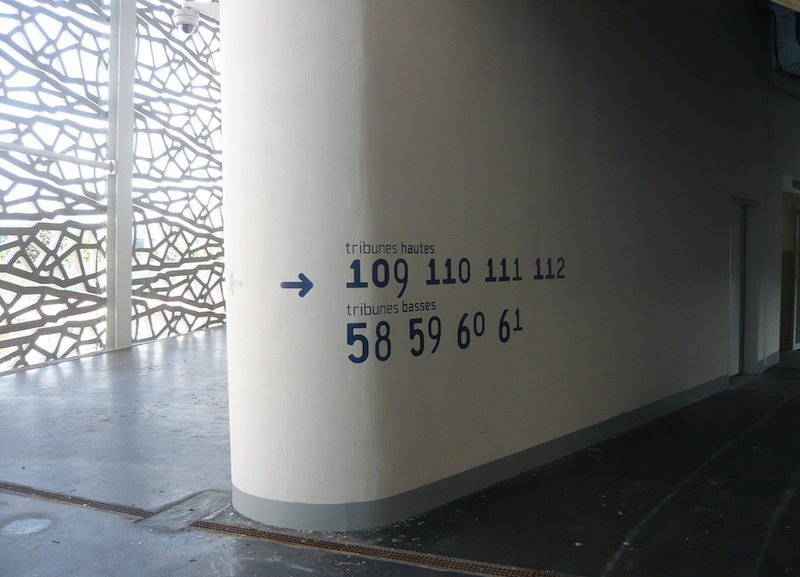 tribunes hautes
109 110 111 112
tribunes basses
58 59 60 61